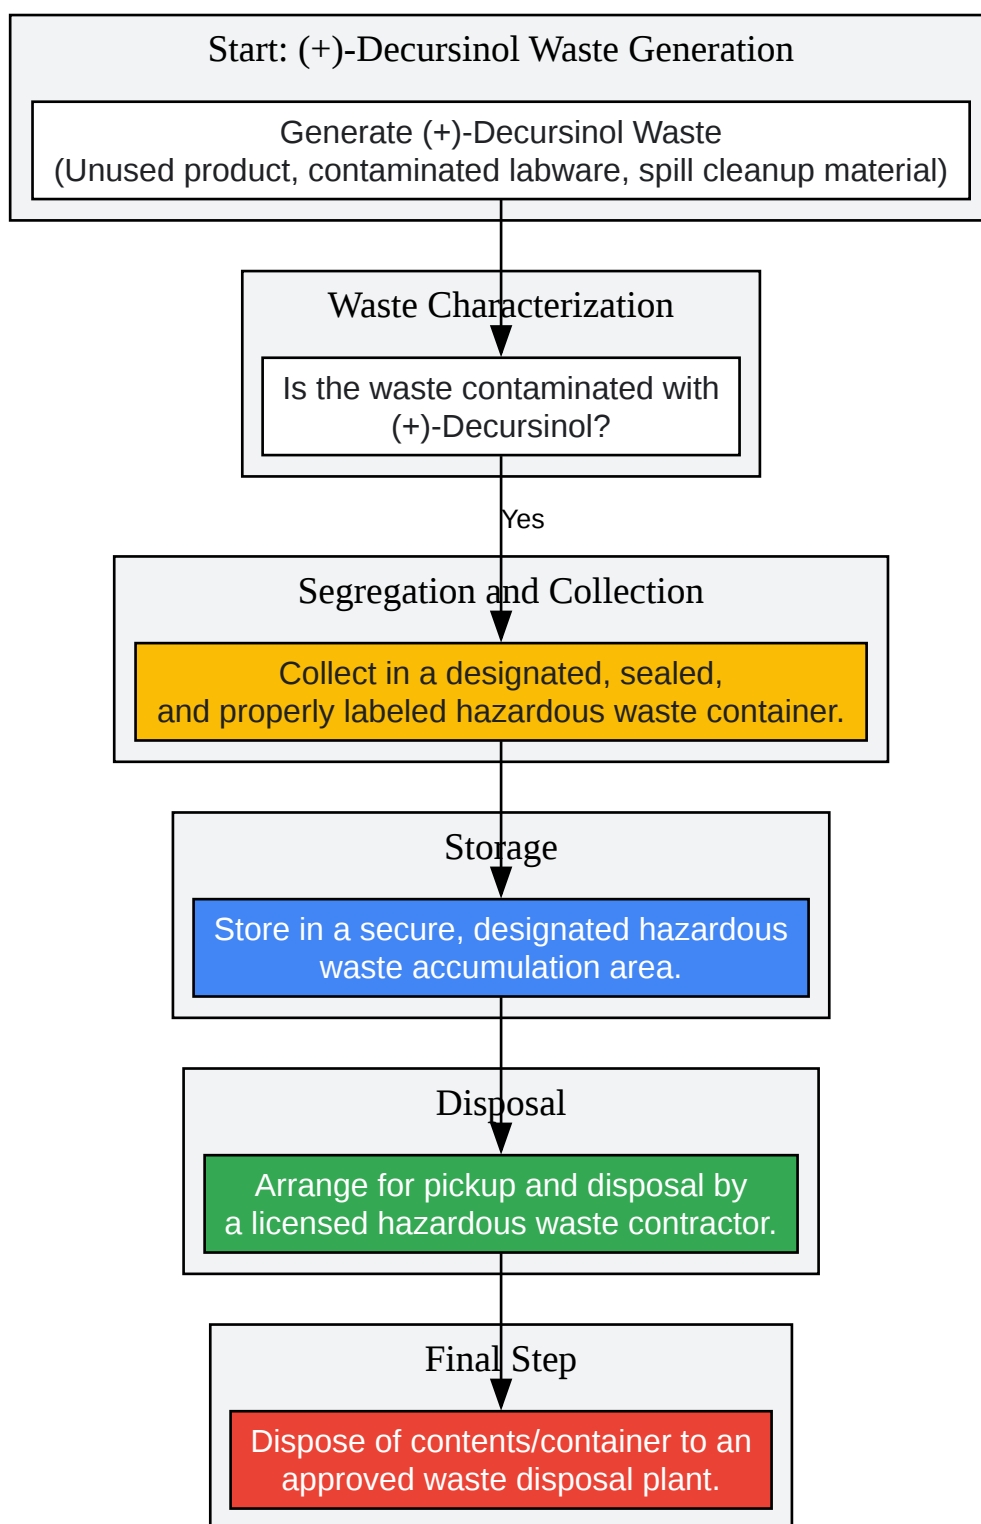 Start: (+)-Decursinol Waste Generation
Generate (+)-Decursinol Waste
(Unused product, contaminated labware, spill cleanup material)
Waste Characterization
Is the waste contaminated with
(+)-Decursinol?
Yes
Segregation and Collection
Collect in a designated, sealed,
and properly labeled hazardous waste container.
Storage
Store in a secure, designated hazardous
waste accumulation area.
Disposal
Arrange for pickup and disposal by
a licensed hazardous waste contractor.
Final Step
Dispose of contents/container to an
approved waste disposal plant.